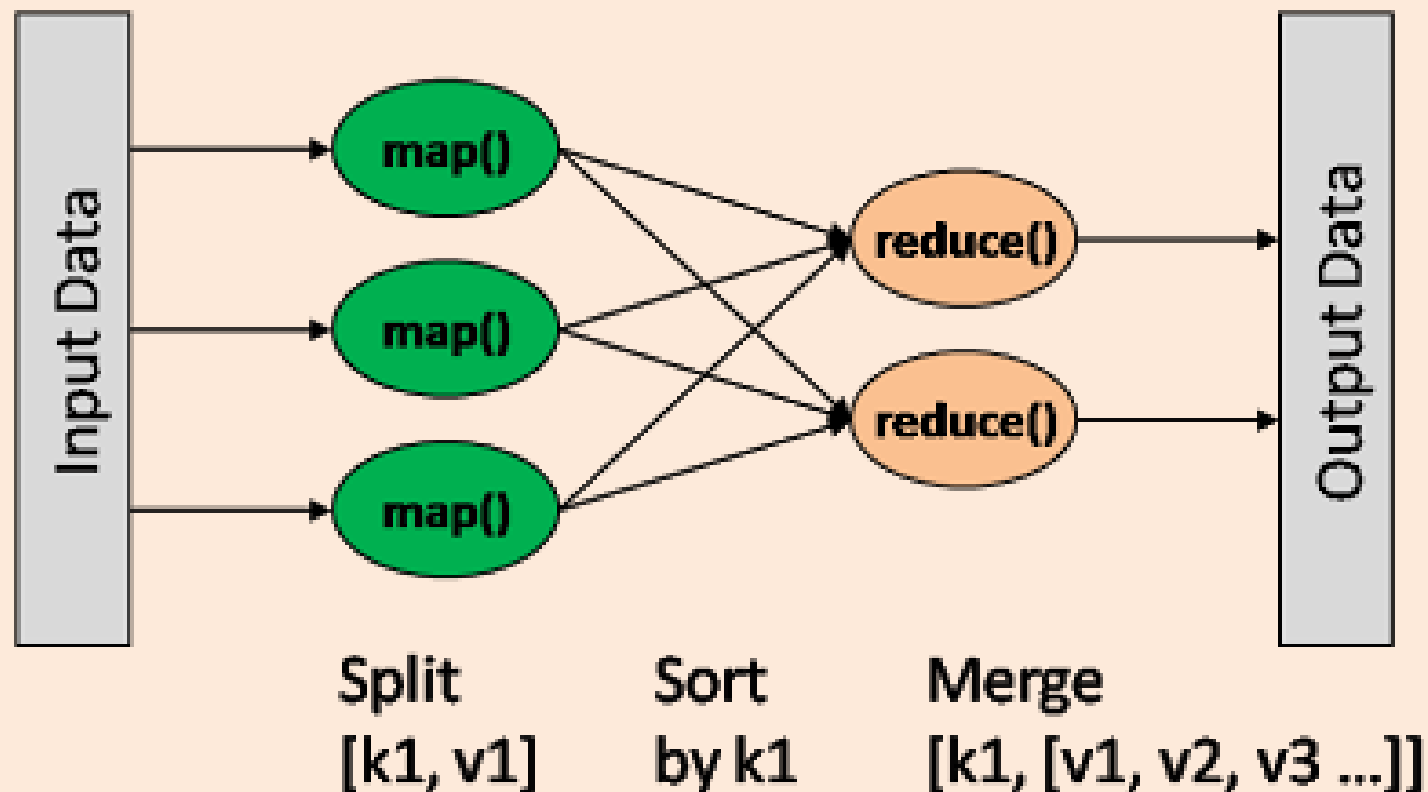 Input Data
map()
map()
map()
reduce()
reduce()
Output Data
Split
[k1, v1]
Sort
by k1
Merge
[k1, [v1, v2, v3 ...]]